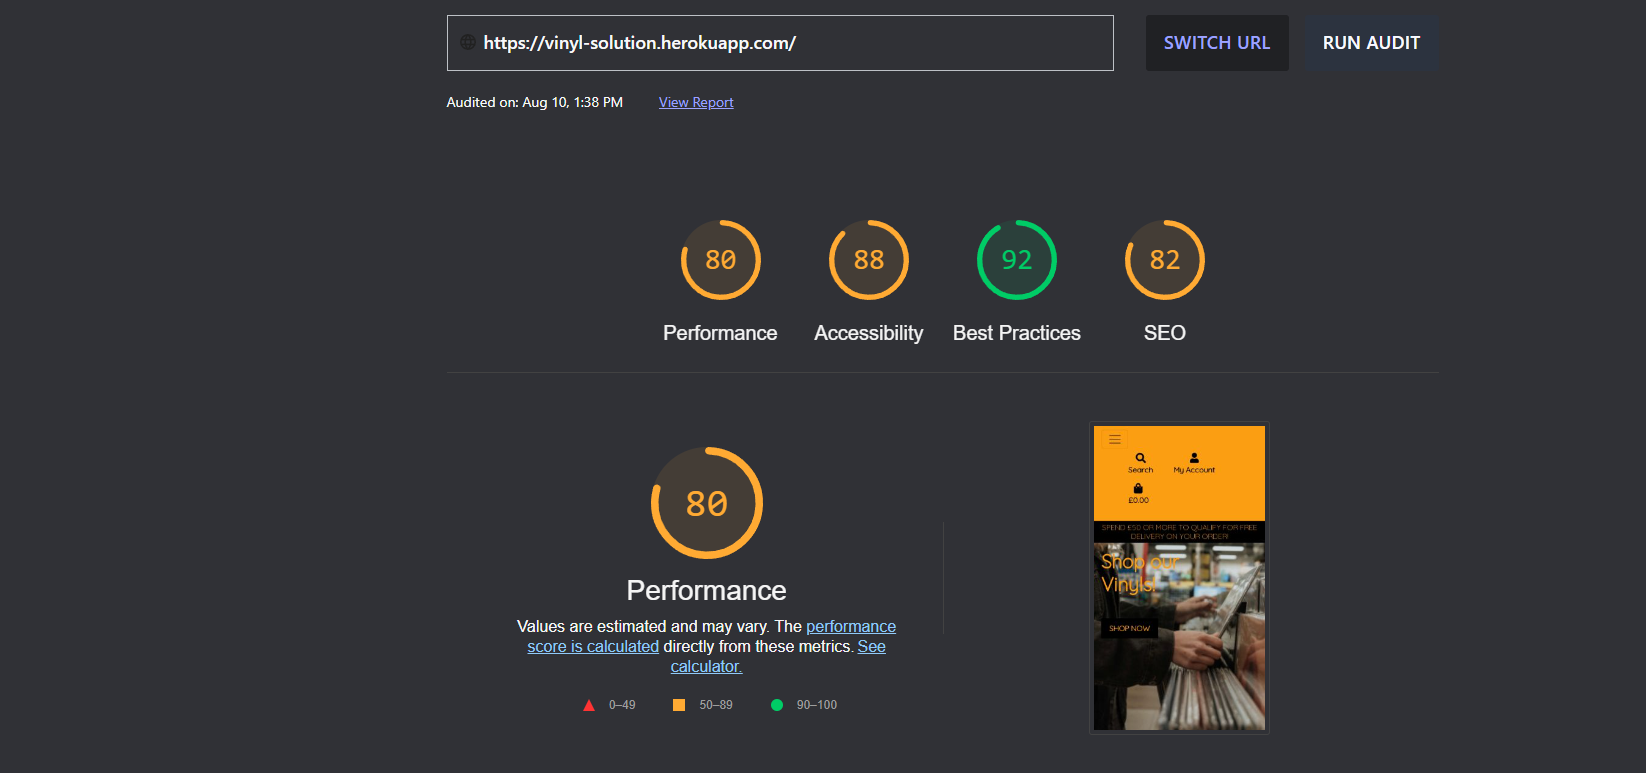 https://vinyl-solution.herokuapp.com/
SWITCH URL
RUN AUDIT
Audited on: Aug 10, 1:38 PM
View Report
80
88
92
82
Performance
Accessibility
Best Practices
SEO
80
Performance
Values are estimated and may vary. The performance
score is calculated directly from these metrics. See
calculator.
0–49
50–89
90–100
Search
My Account
£0.00
SPEND £50 OR MORE TO QUALIFY FOR FREE
DELIVERY ON YOUR ORDER!
Shop our
Vinyls!
SHOP NOW